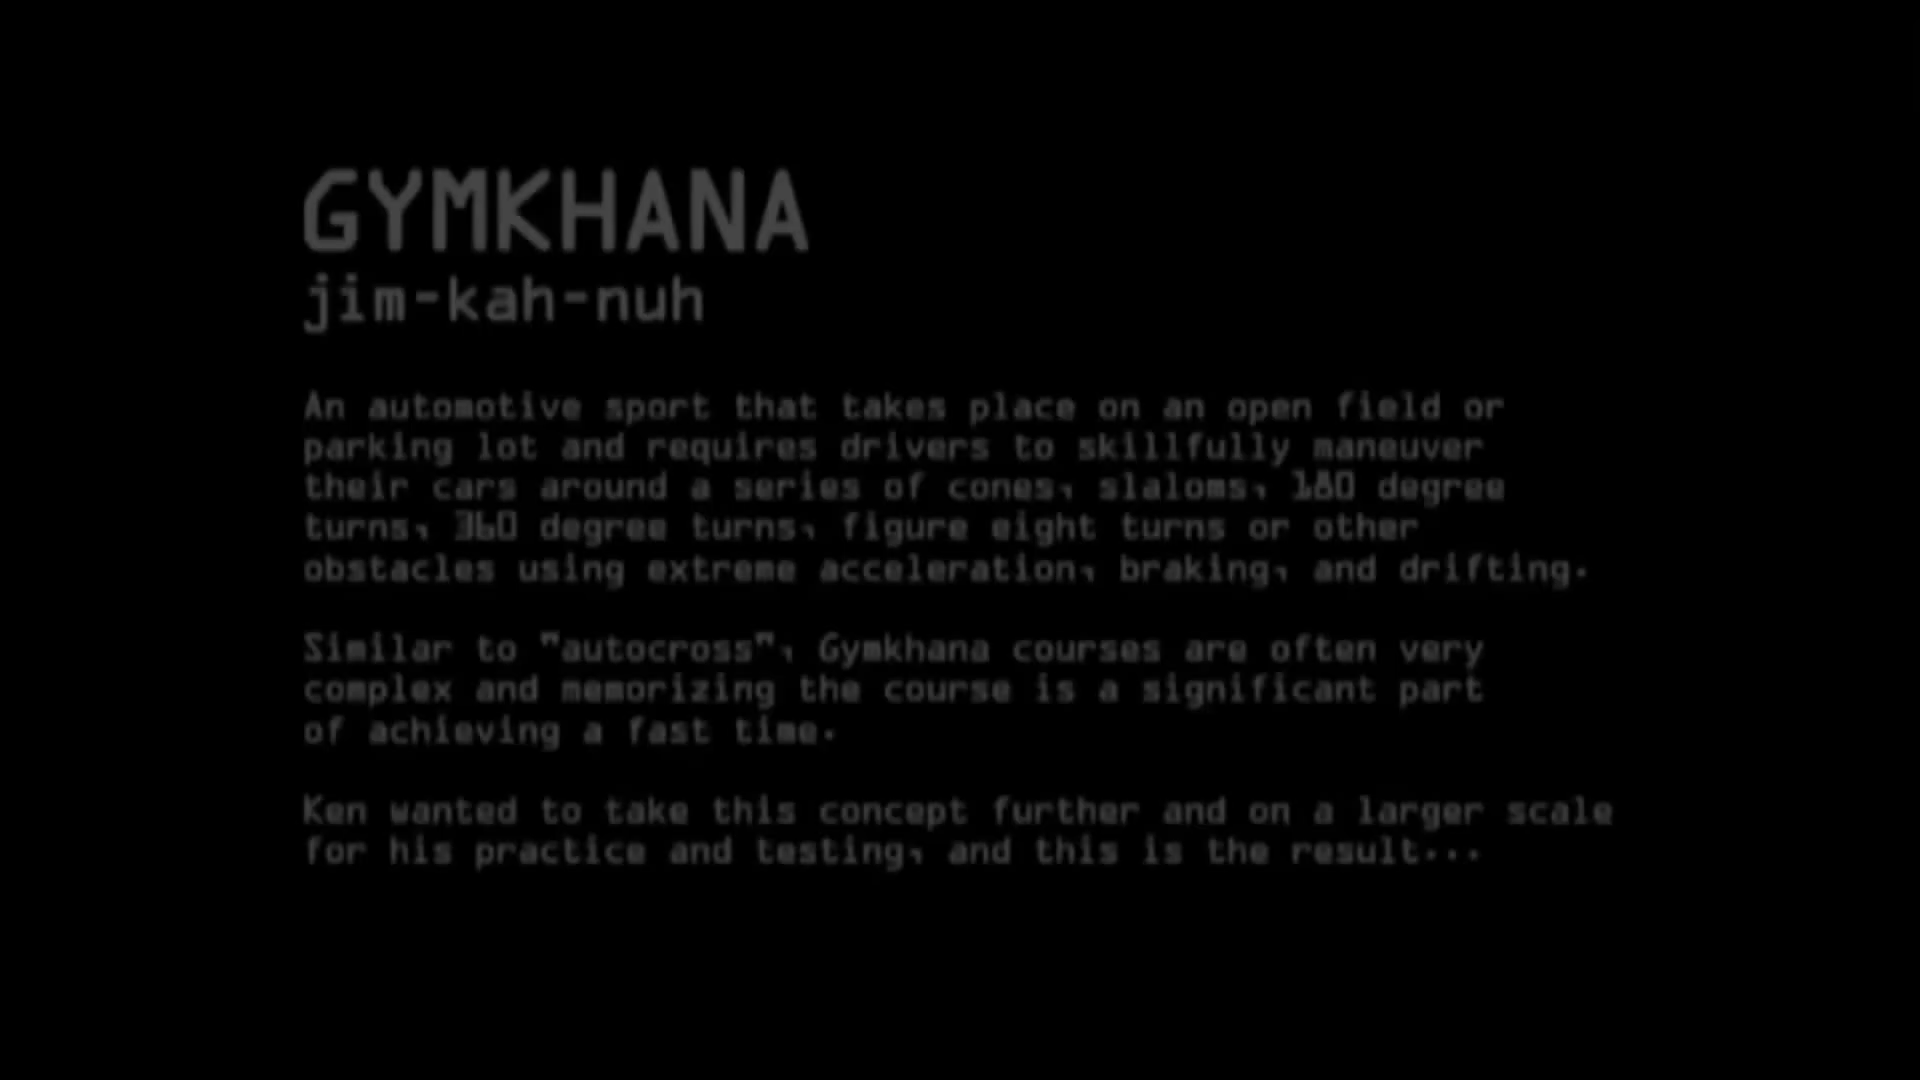 GYMKHANA
jim-kah-nuh
An automotive sport that takes place on an open field or
parking lot and requires drivers to skillfully maneuver
their cars around a series of cones, slaloms, 180 degree
turns, 360 degree turns, figure eight turns or other
obstacles using extreme acceleration, braking, and drifting.
Similar to "autocross", Gymkhana courses are often very
complex and memorizing the course is a significant part
of achieving a fast time.
Ken wanted to take this concept further and on a larger scale
for his practice and testing, and this is the result...